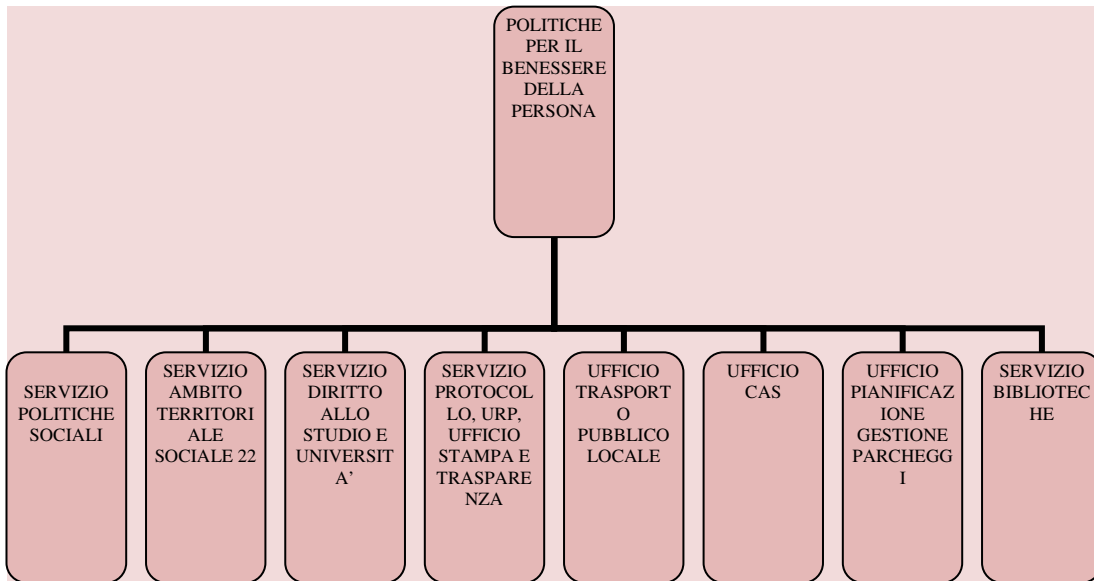 POLITICHE
PER IL
BENESSERE
DELLA
PERSONA
SERVIZIO
POLITICHE
SOCIALI
SERVIZIO
AMBITO
TERRITORI
ALE
SOCIALE 22
SERVIZIO
DIRITTO
ALLO
STUDIO E
UNIVERSIT
A’
SERVIZIO
PROTOCOL
LO, URP,
UFFICIO
STAMPA E
TRASPARE
NZA
UFFICIO
TRASPORT
O
PUBBLICO
LOCALE
UFFICIO
CAS
UFFICIO
PIANIFICAZ
IONE
GESTIONE
PARCHEGG
I
SERVIZIO
BIBLIOTEC
HE